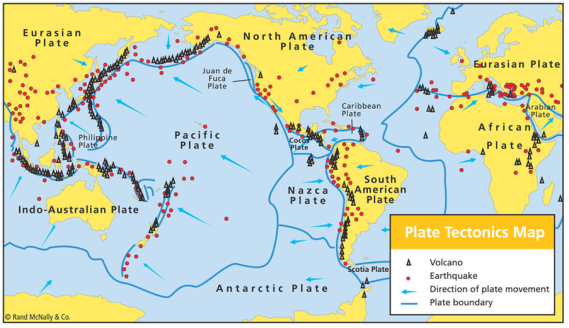 Eurasian
Plate
North American
Plate
Eurasian Plate
Juan de
Fuca Plate
Caribbean
Plate
Arabian
Plate
Philippine
Plate
Pacific
Plate
Cocos
Plate
African
Plate
Nazca
Plate
South
American
Plate
Indo-Australian Plate
Plate Tectonics Map
Volcano
Earthquake
Direction of plate movement
Plate boundary
Scotia Plate
Antarctic Plate
© Rand McNally & Co.